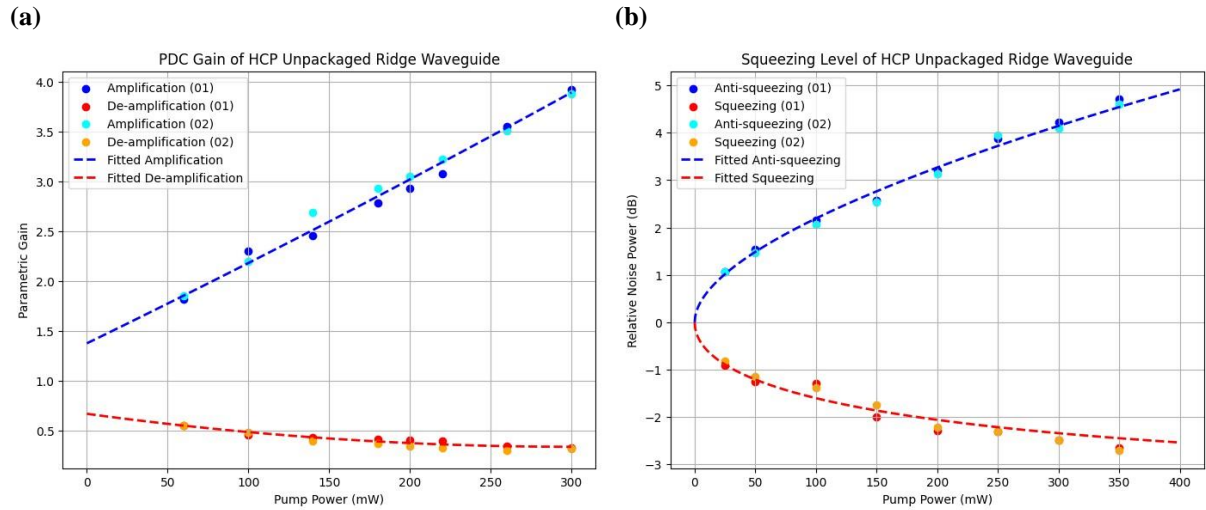 (a)
PDC Gain of HCP Unpackaged Ridge Waveguide
Amplification (01)
De-amplification (01)
Amplification (02)
De-amplification (02)
Fitted Amplification
Fitted De-amplification
Parametric Gain
4.0
3.5
3.0
2.5
2.0
1.5
1.0
0.5
0 50 100 150 200 250 300
Pump Power (mW)
(b)
Squeezing Level of HCP Unpackaged Ridge Waveguide
Anti-squeezing (01)
Squeezing (01)
Anti-squeezing (02)
Squeezing (02)
Fitted Anti-squeezing
Fitted Squeezing
Relative Noise Power (dB)
5
4
3
2
1
0
−1
−2
−3
0 50 100 150 200 250 300 350 400
Pump Power (mW)